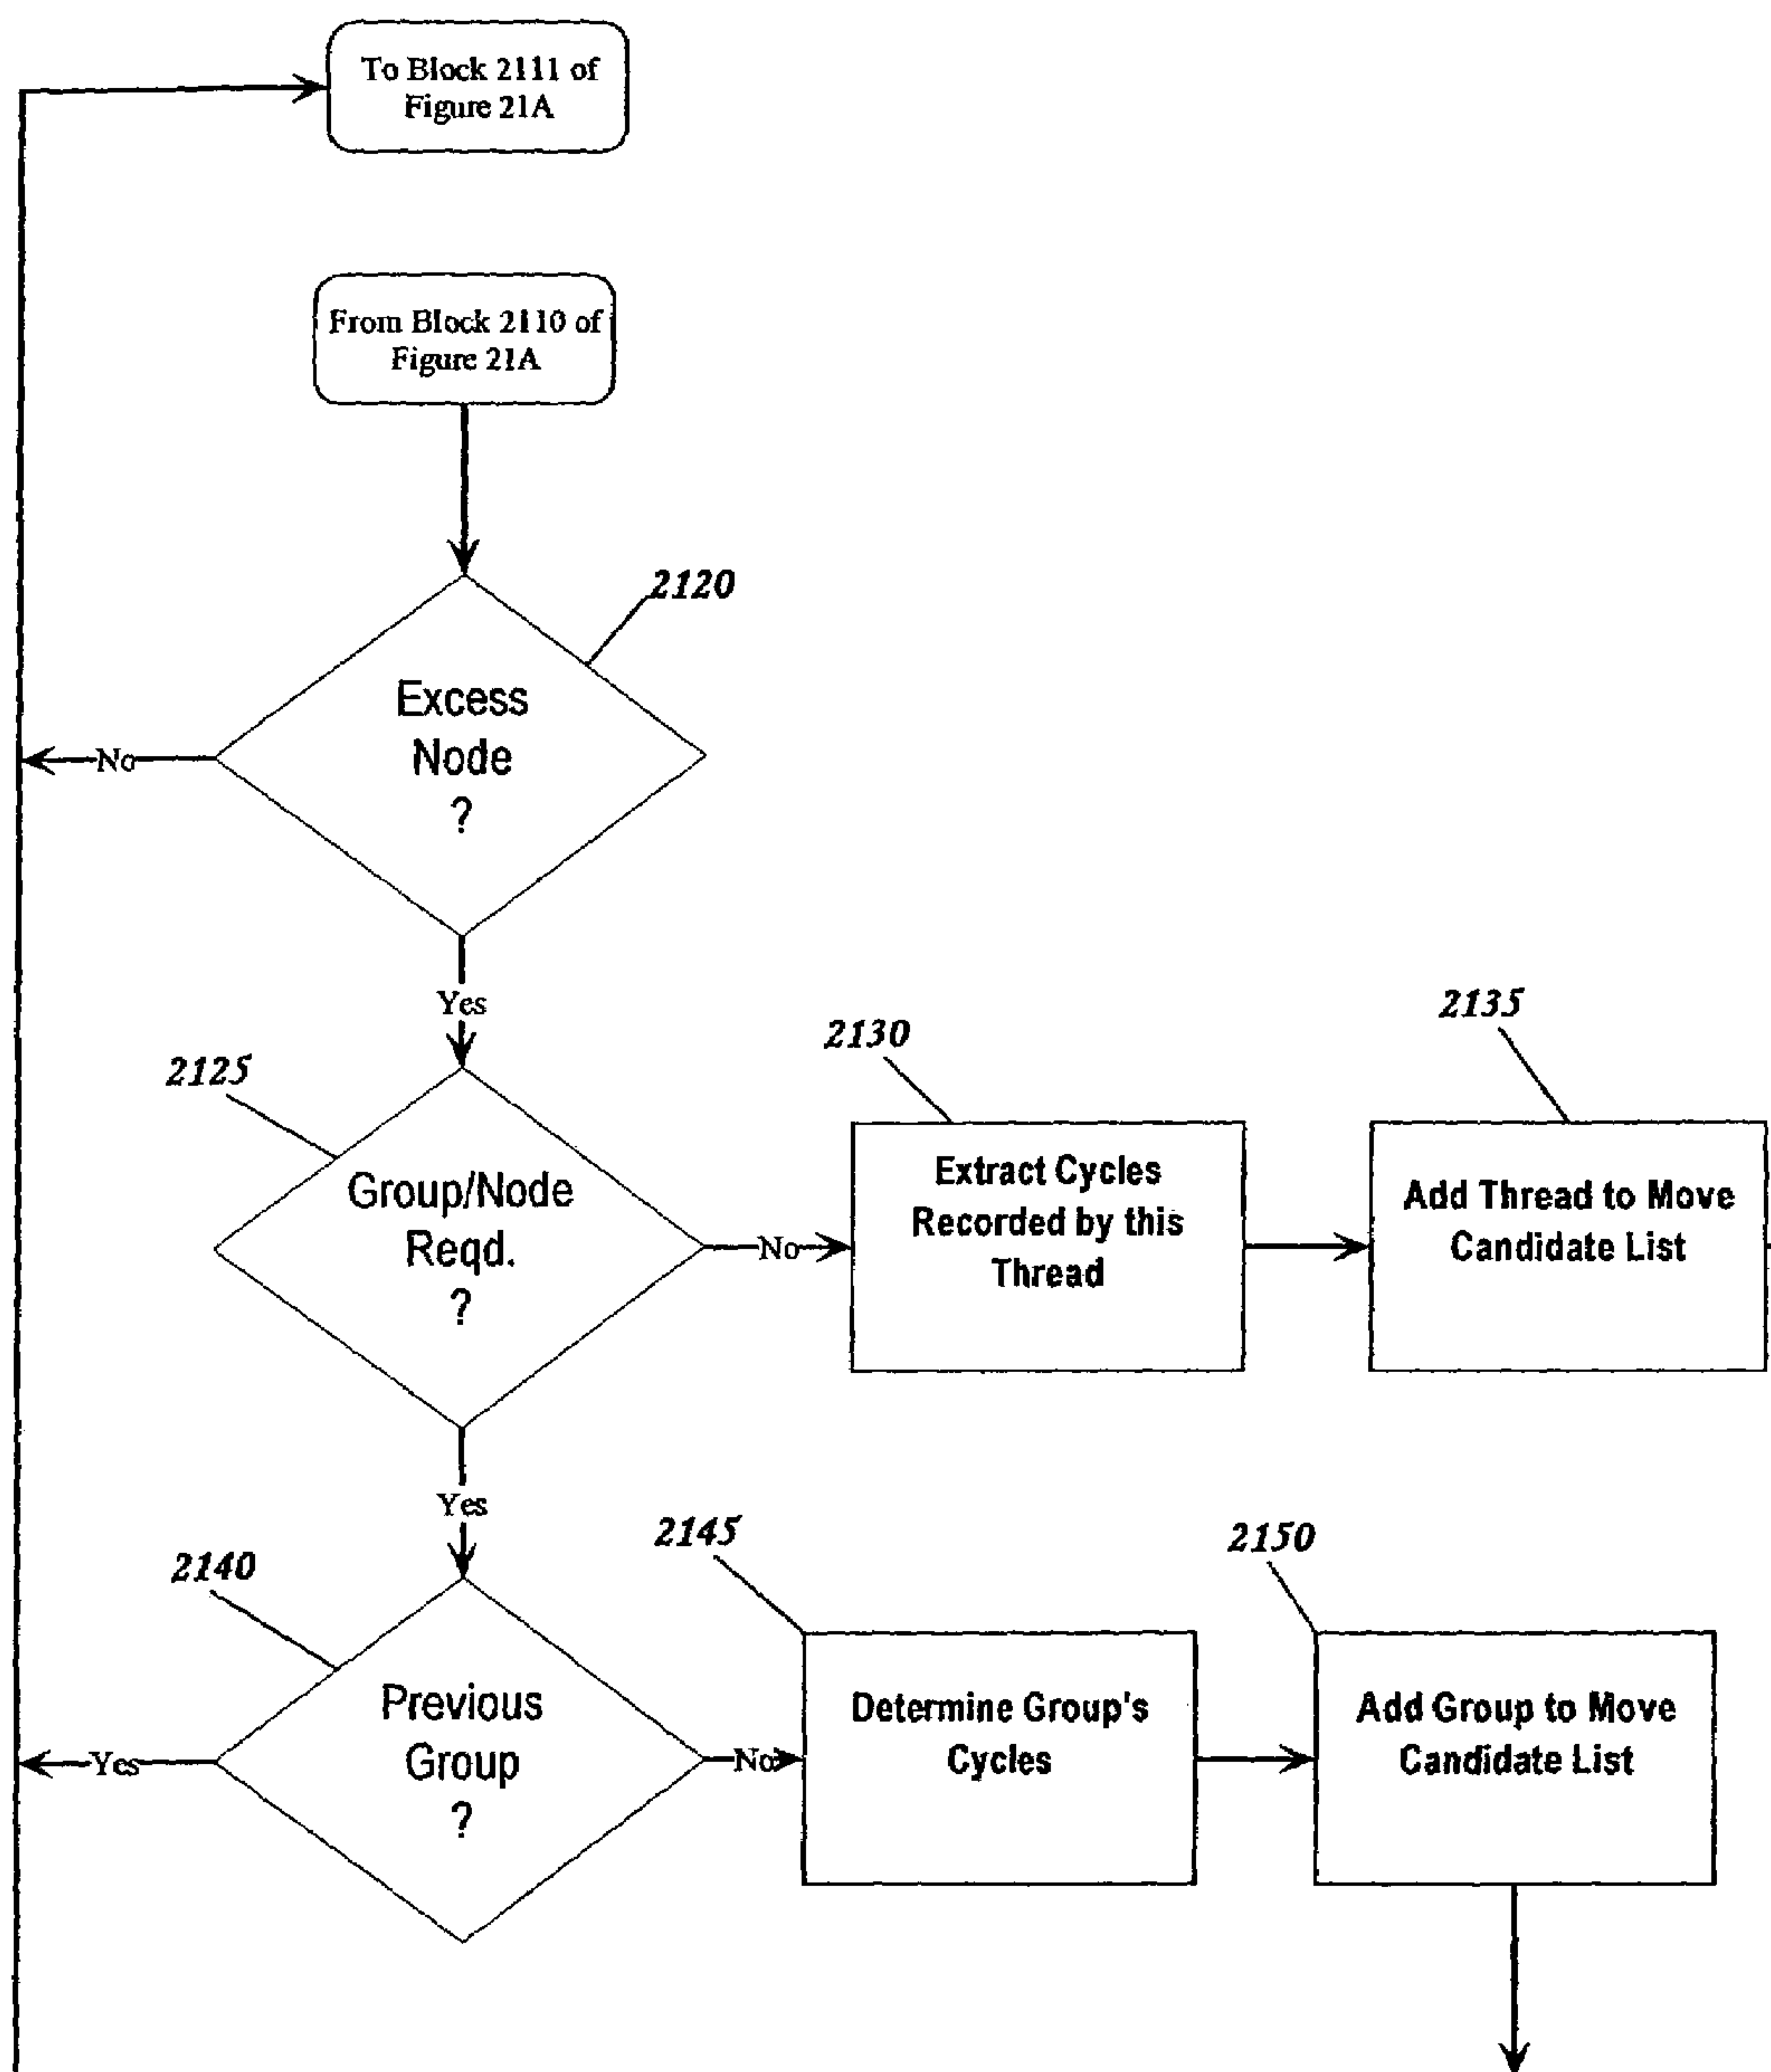 To Block 2111 of
Figure 21A
From Block 2110 of
Figure 21A
2120
Excess
Node
?
No
Yes
2125
Group/Node
Reqd.
?
No
2130
Extract Cycles
Recorded by this
Thread
2135
Add Thread to Move
Candidate List
Yes
2140
Previous
Group
?
Yes
No
2145
Determine Group's
Cycles
2150
Add Group to Move
Candidate List